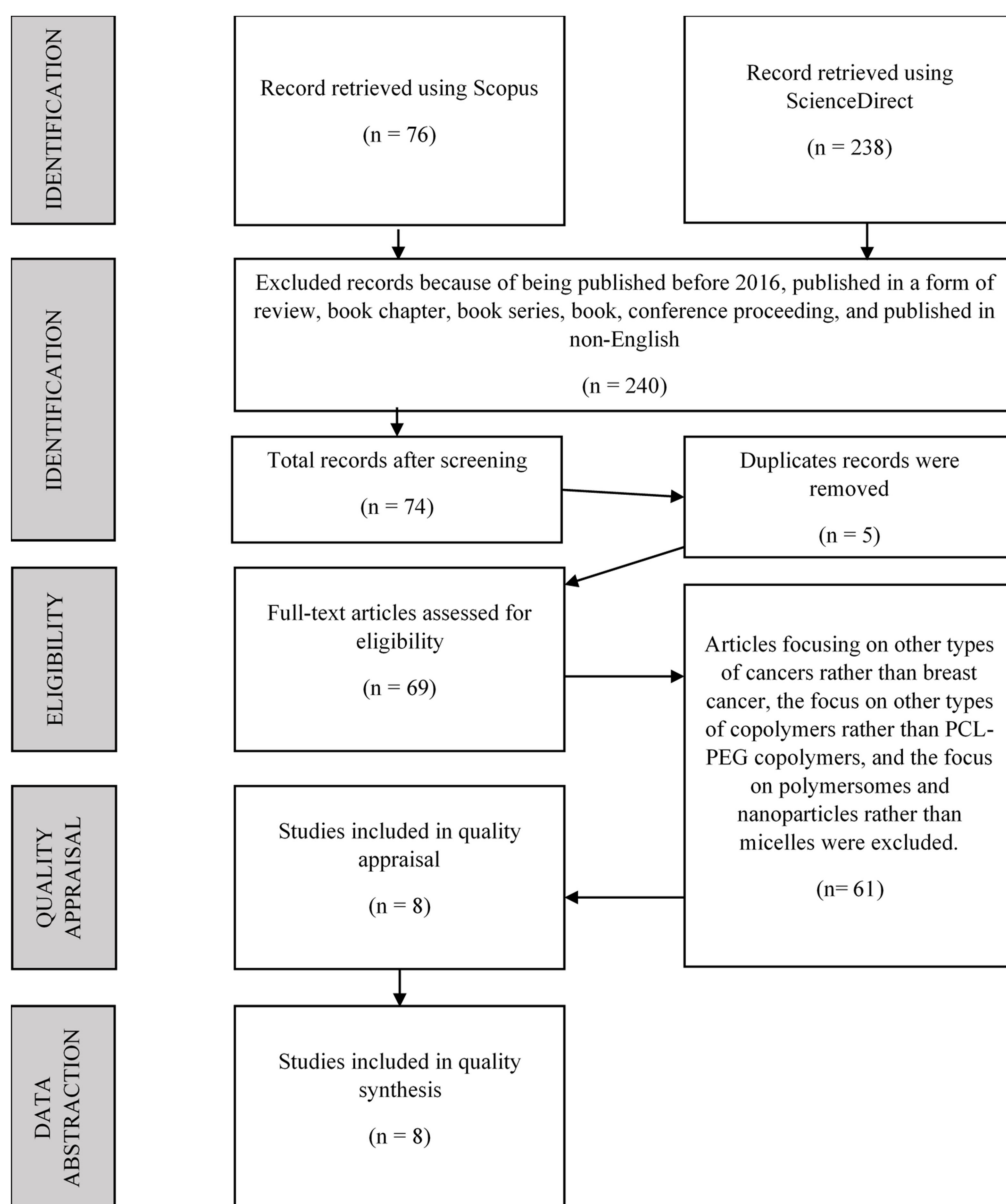 IDENTIFICATION
Record retrieved using Scopus
(n = 76)
Record retrieved using
ScienceDirect
(n = 238)
IDENTIFICATION
Excluded records because of being published before 2016, published in a form of
review, book chapter, book series, book, conference proceeding, and published in
non-English
(n = 240)
Total records after screening
(n = 74)
Duplicates records were
removed
(n = 5)
ELIGIBILITY
Full-text articles assessed for
eligibility
(n = 69)
Articles focusing on other types
of cancers rather than breast
cancer, the focus on other types
of copolymers rather than PCL-
PEG copolymers, and the focus
on polymersomes and
nanoparticles rather than
micelles were excluded.
(n= 61)
QUALITY
APPRAISAL
Studies included in quality
appraisal
(n = 8)
DATA
ABSTRACTION
Studies included in quality
synthesis
(n = 8)